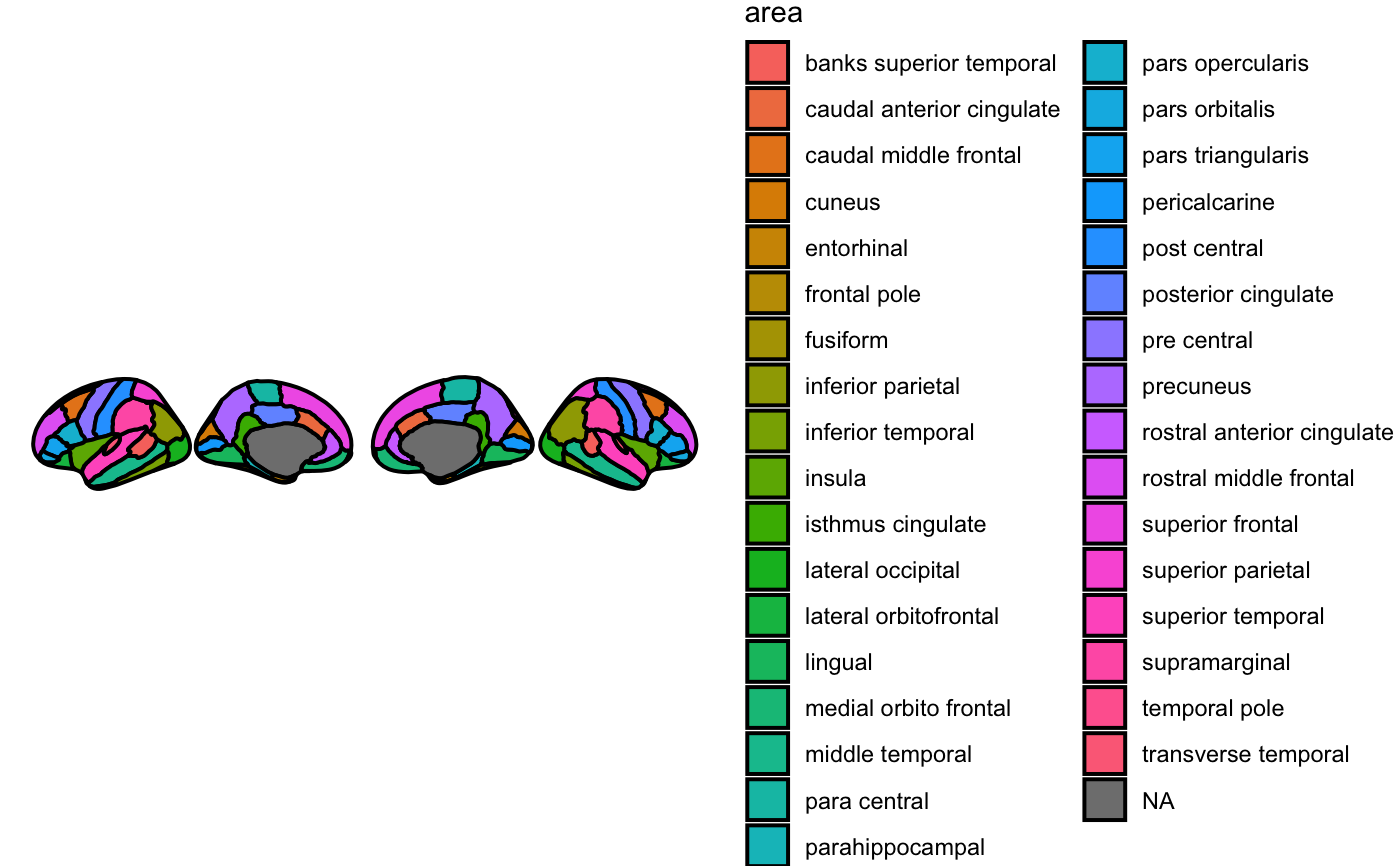 area
banks superior temporal
caudal anterior cingulate
caudal middle frontal
cuneus
entorhinal
frontal pole
fusiform
inferior parietal
inferior temporal
insula
isthmus cingulate
lateral occipital
lateral orbitofrontal
lingual
medial orbito frontal
middle temporal
para central
parahippocampal
pars opercularis
pars orbitalis
pars triangularis
pericalcarine
post central
posterior cingulate
pre central
precuneus
rostral anterior cingulate
rostral middle frontal
superior frontal
superior parietal
superior temporal
supramarginal
temporal pole
transverse temporal
NA